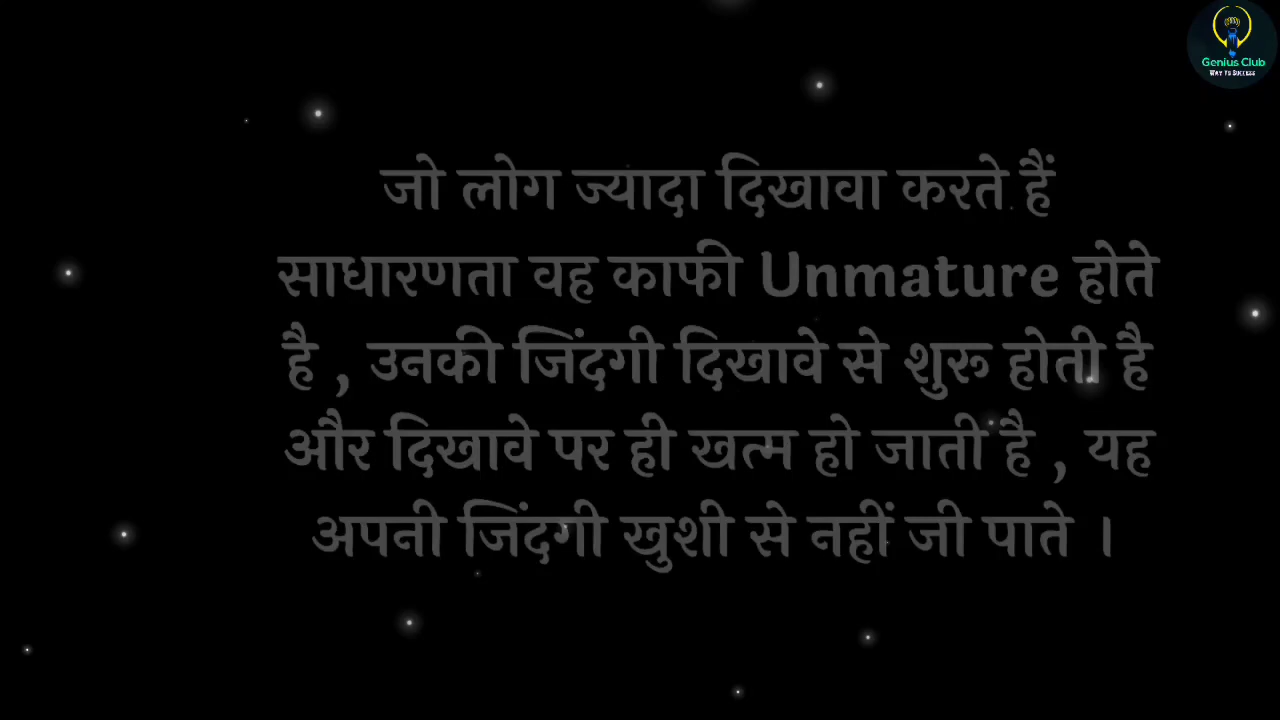 Genius Club
WAY TO SUCCESS
जो लोग ज्यादा दिखावा करते हैं
साधारणता वह काफी Unmature होते
है , उनकी जिंदगी दिखावे से शुरू होती है
और दिखावे पर ही खत्म हो जाती है , यह
अपनी जिंदगी खुशी से नहीं जी पाते ।